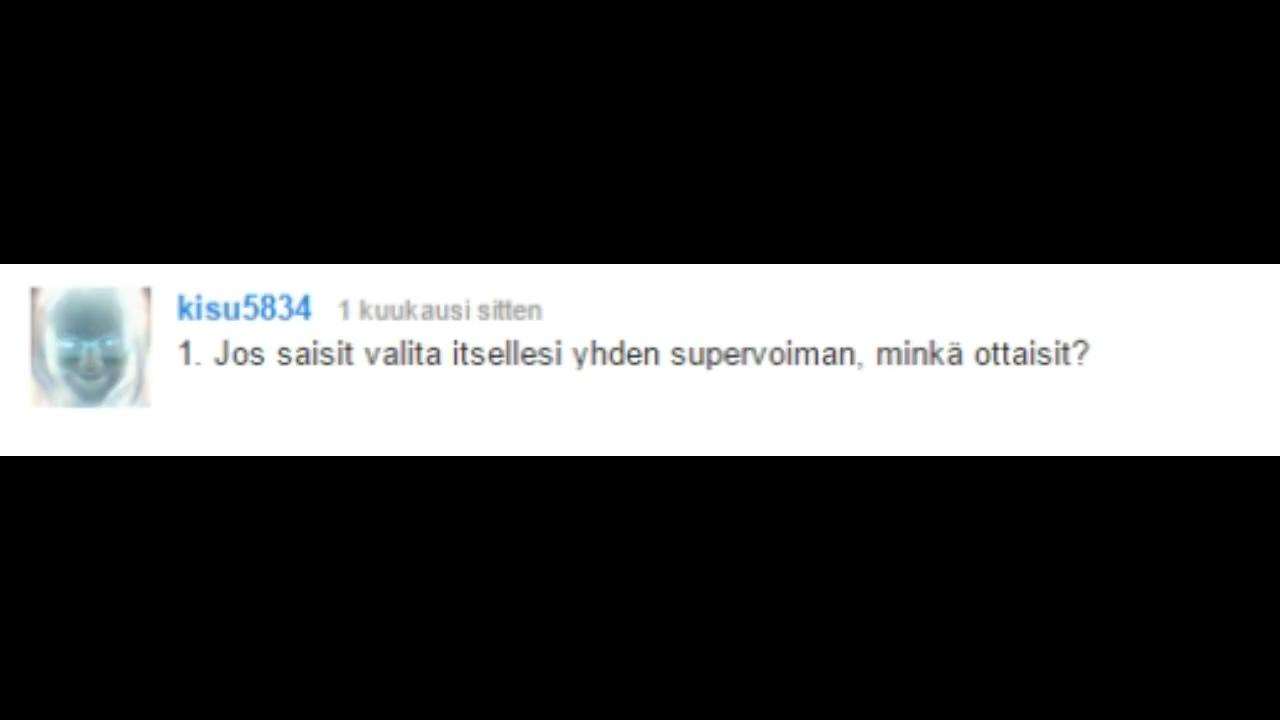 kisu5834 1 kuukausi sitten
1. Jos saisit valita itsellesi yhden supervoiman, minkä ottaisit?